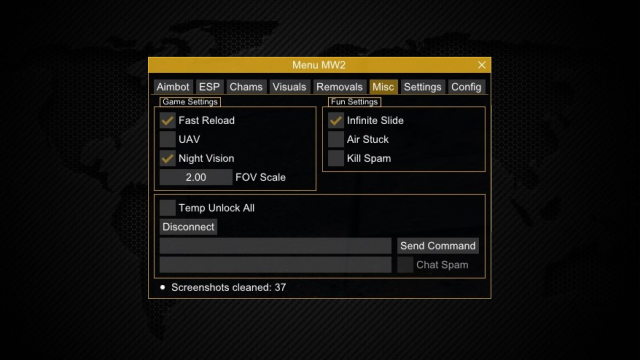 Menu MW2 X
Aimbot ESP Chams Visuals Removals Misc Settings Config
Game Settings
Fast Reload
UAV
Night Vision
2.00 FOV Scale
Fun Settings
Infinite Slide
Air Stuck
Kill Spam
Temp Unlock All
Disconnect
Send Command
Chat Spam
Screenshots cleaned: 37